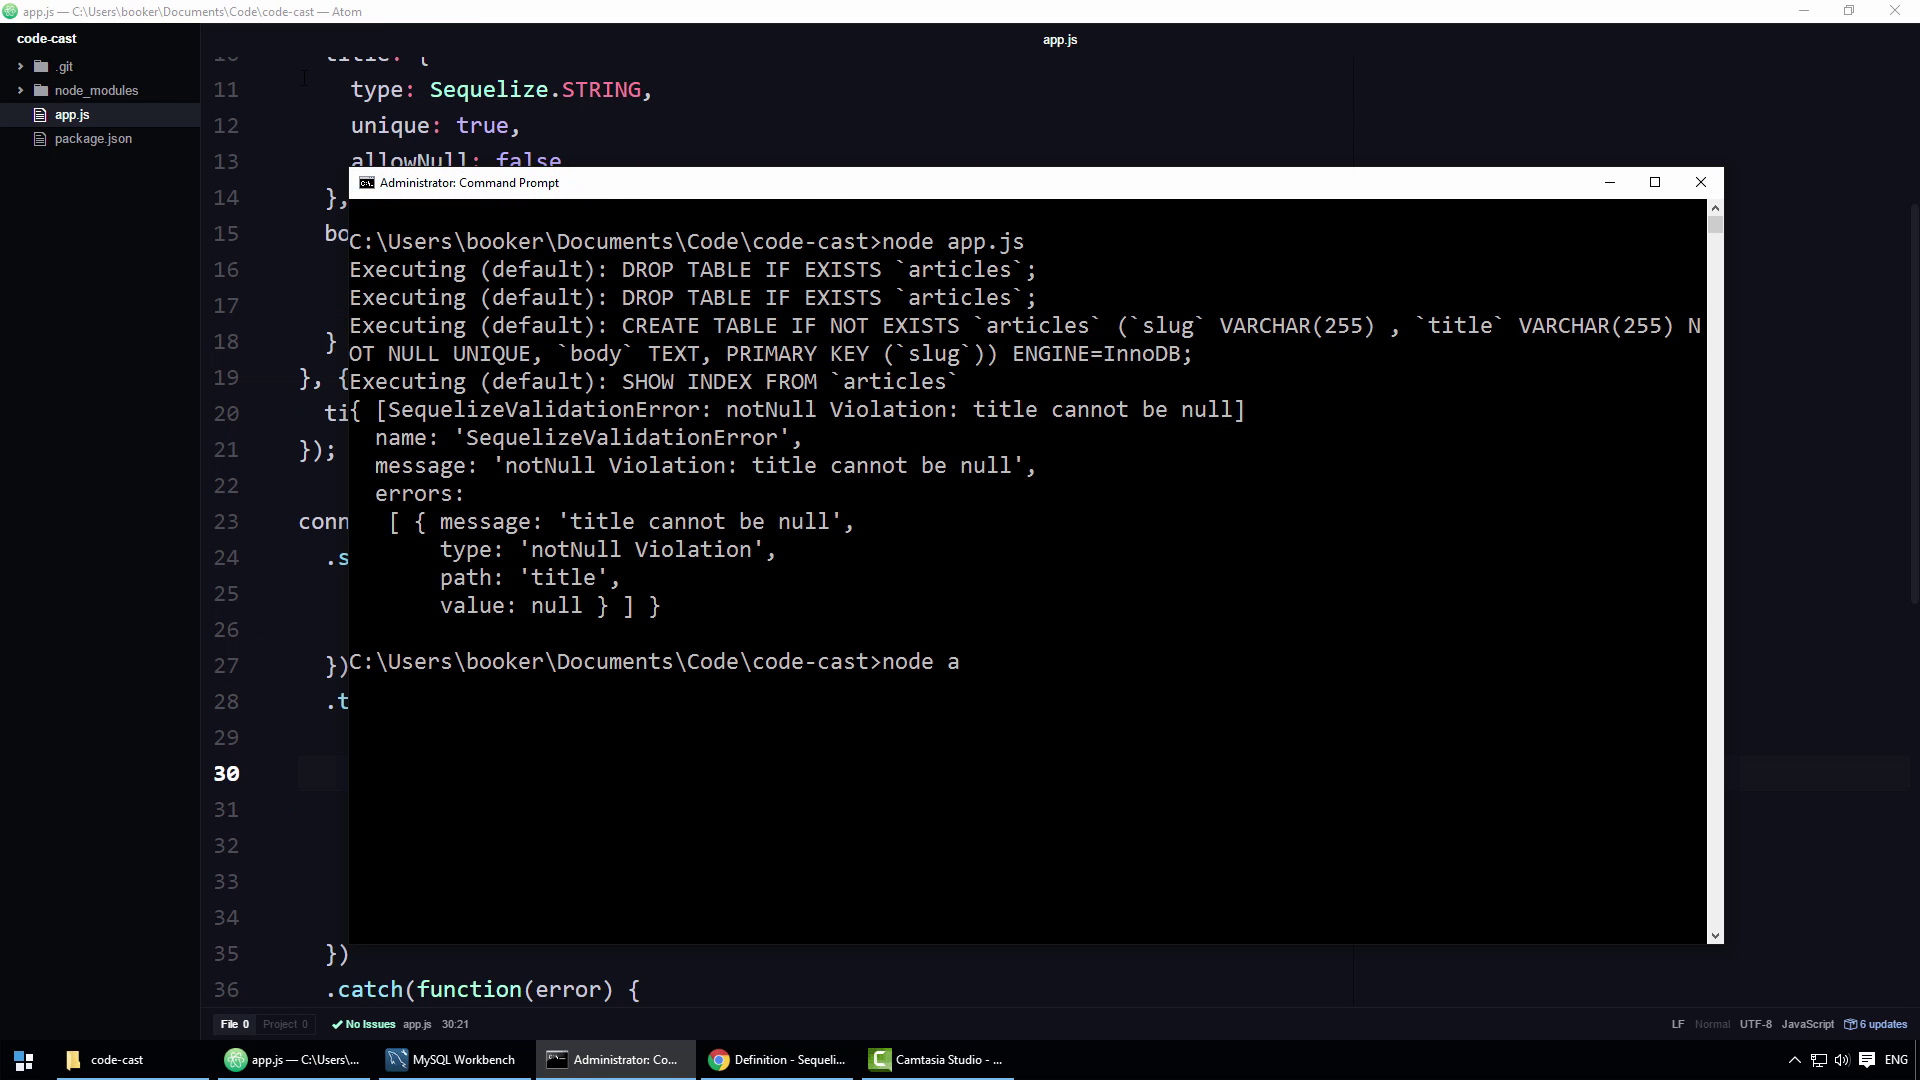 app.js — C:\Users\booker\Documents\Code\code-cast — Atom
code-cast
.git
node_modules
app.js
package.json
app.js
10 title: {
11 type: Sequelize.STRING,
12 unique: true,
13 allowNull: false
14 },
15 bo
16
17
18 }
19 }, {
20 ti
21 });
22
23 conn
24 .s
25
26
27 })
28 .t
29
30
31
32
33
34
35 })
36 .catch(function(error) {
Administrator: Command Prompt
C:\Users\booker\Documents\Code\code-cast>node app.js
Executing (default): DROP TABLE IF EXISTS `articles`;
Executing (default): DROP TABLE IF EXISTS `articles`;
Executing (default): CREATE TABLE IF NOT EXISTS `articles` (`slug` VARCHAR(255) , `title` VARCHAR(255) N
OT NULL UNIQUE, `body` TEXT, PRIMARY KEY (`slug`)) ENGINE=InnoDB;
Executing (default): SHOW INDEX FROM `articles`
{ [SequelizeValidationError: notNull Violation: title cannot be null]
name: 'SequelizeValidationError',
message: 'notNull Violation: title cannot be null',
errors:
[ { message: 'title cannot be null',
type: 'notNull Violation',
path: 'title',
value: null } ] }
C:\Users\booker\Documents\Code\code-cast>node a
File 0 Project 0 No Issues app.js 30:21 LF Normal UTF-8 JavaScript 6 updates
code-cast app.js — C:\Users\... MySQL Workbench Administrator: Co... Definition - Sequeli... Camtasia Studio - ... ENG